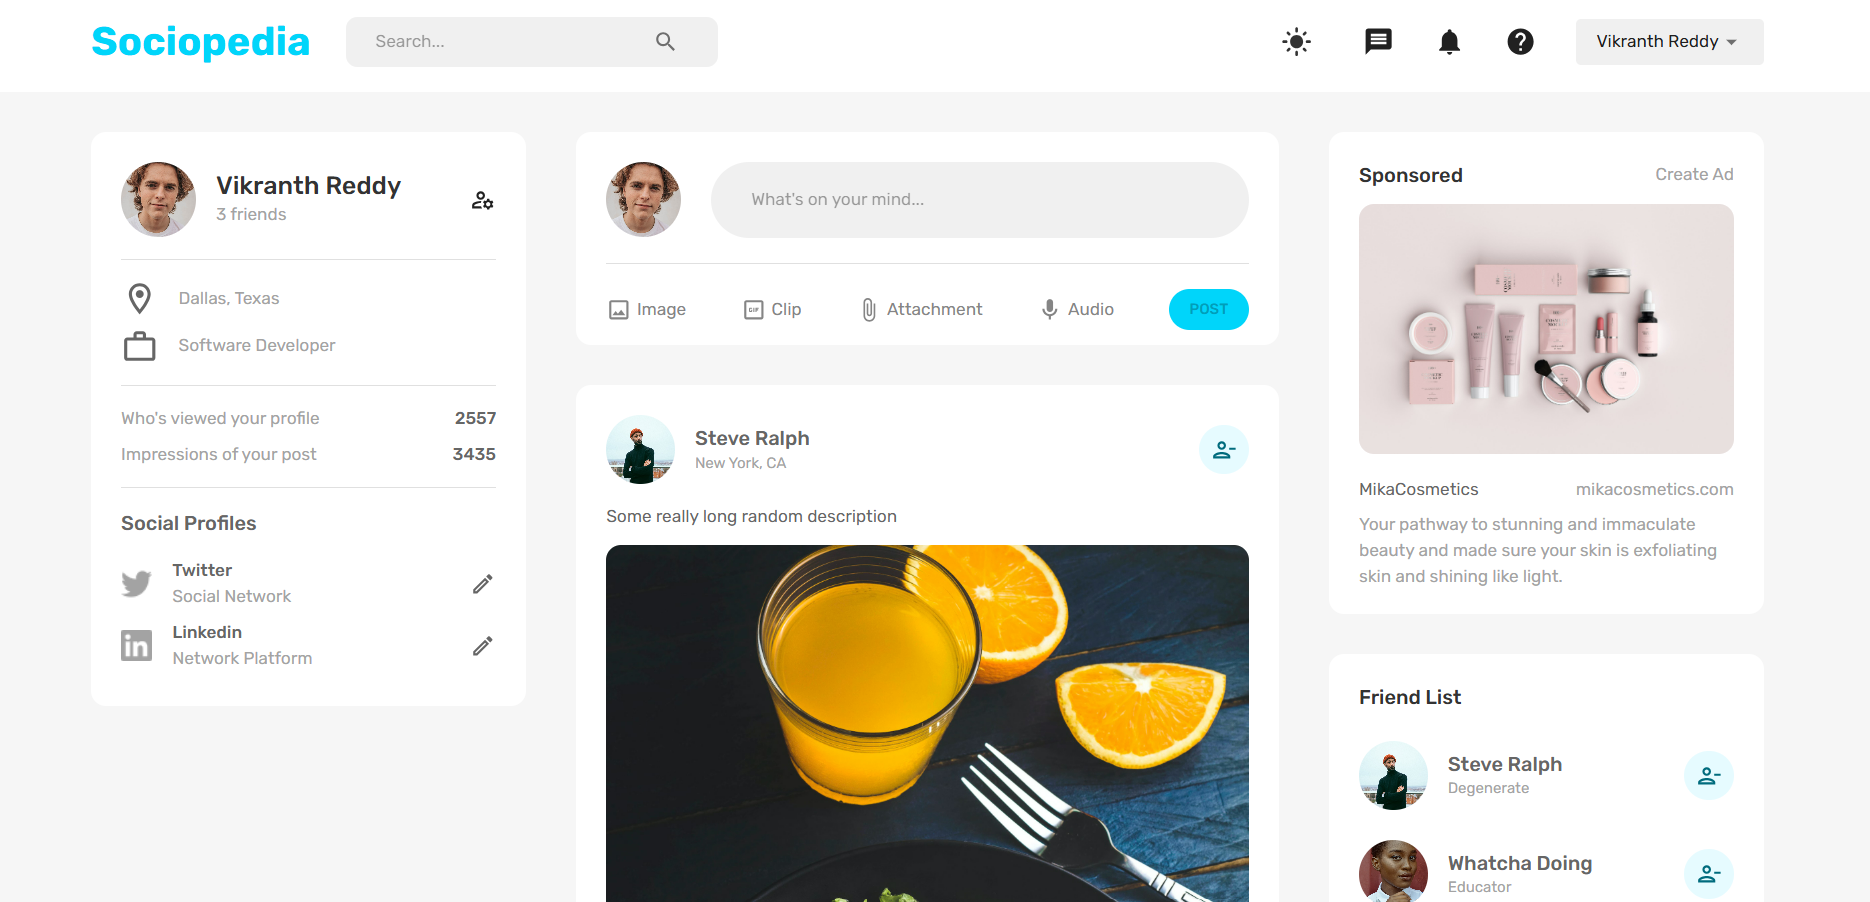 Sociopedia
Search...
Vikranth Reddy
Vikranth Reddy
3 friends
Dallas, Texas
Software Developer
Who's viewed your profile 2557
Impressions of your post 3435
Social Profiles
Twitter
Social Network
Linkedin
Network Platform
What's on your mind...
Image
GIF
Clip
Attachment
Audio
POST
Steve Ralph
New York, CA
Some really long random description
Sponsored
Create Ad
MikaCosmetics
mikacosmetics.com
Your pathway to stunning and immaculate
beauty and made sure your skin is exfoliating
skin and shining like light.
Friend List
Steve Ralph
Degenerate
Whatcha Doing
Educator